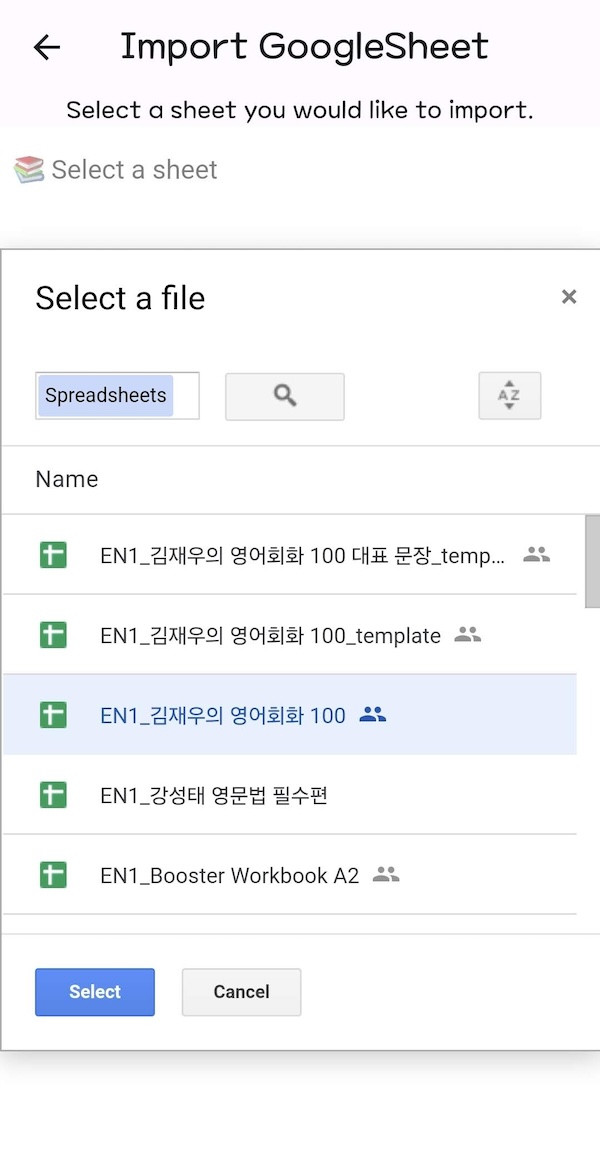 Import GoogleSheet
Select a sheet you would like to import.
Select a sheet
Select a file
Spreadsheets
AZ
Name
EN1_김재우의 영어회화 100 대표 문장_temp...
EN1_김재우의 영어회화 100_template
EN1_김재우의 영어회화 100
EN1_강성태 영문법 필수편
EN1_Booster Workbook A2
Select
Cancel